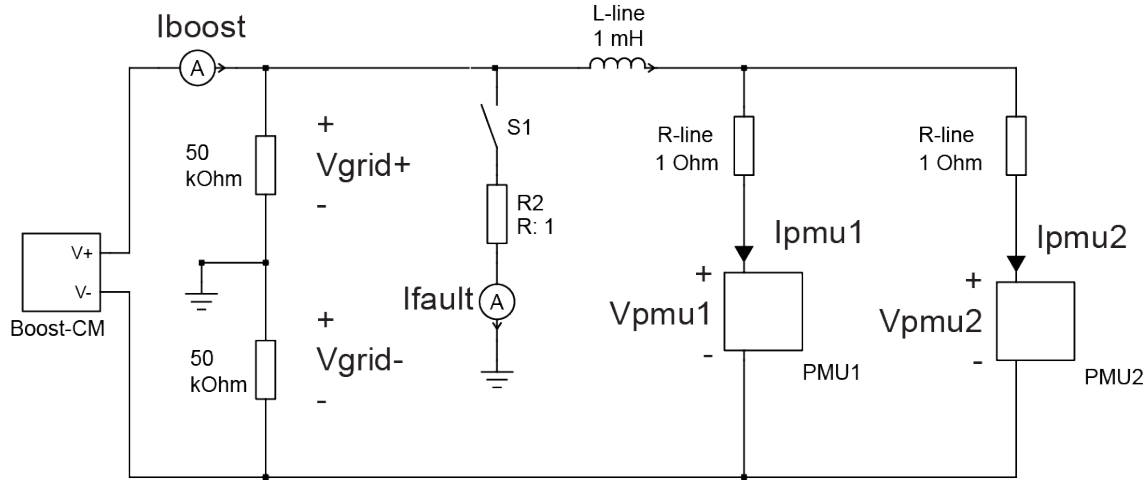 L-line
1 mH
Iboost
A
S1
50
kOhm
+
Vgrid+
-
R-line
1 Ohm
R-line
1 Ohm
R2
R: 1
Ipmu1
Ipmu2
V+
V-
Boost-CM
Ifault
A
+
Vpmu1
-
PMU1
+
Vpmu2
-
PMU2
50
kOhm
+
Vgrid-
-